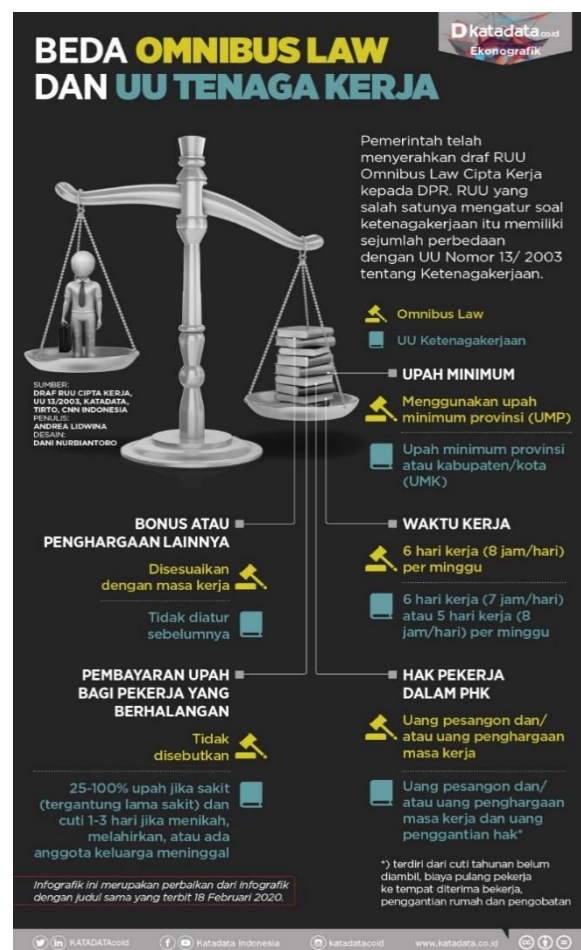 Dkatadata.co.id
Ekonografik
BEDA OMNIBUS LAW
DAN UU TENAGA KERJA
Pemerintah telah
menyerahkan draf RUU
Omnibus Law Cipta Kerja
kepada DPR. RUU yang
salah satunya mengatur soal
ketenagakerjaan itu memiliki
sejumlah perbedaan
dengan UU Nomor 13/ 2003
tentang Ketenagakerjaan.
Omnibus Law
UU Ketenagakerjaan
SUMBER:
DRAF RUU CIPTA KERJA,
UU 13/2003, KATADATA,
TIRTO, CNN INDONESIA
PENULIS:
ANDREA LIDWINA
DESAIN:
DANI NURBIANTORO
UPAH MINIMUM
Menggunakan upah
minimum provinsi (UMP)
Upah minimum provinsi
atau kabupaten/kota
(UMK)
BONUS ATAU
PENGHARGAAN LAINNYA
Disesuaikan
dengan masa kerja
Tidak diatur
sebelumnya
WAKTU KERJA
6 hari kerja (8 jam/hari)
per minggu
6 hari kerja (7 jam/hari)
atau 5 hari kerja (8
jam/hari) per minggu
PEMBAYARAN UPAH
BAGI PEKERJA YANG
BERHALANGAN
Tidak
disebutkan
25-100% upah jika sakit
(tergantung lama sakit) dan
cuti 1-3 hari jika menikah,
melahirkan, atau ada
anggota keluarga meninggal
HAK PEKERJA
DALAM PHK
Uang pesangon dan/
atau uang penghargaan
masa kerja
Uang pesangon dan/
atau uang penghargaan
masa kerja dan uang
penggantian hak*
*) terdiri dari cuti tahunan belum
diambil, biaya pulang pekerja
ke tempat diterima bekerja,
penggantian rumah dan pengobatan
Infografik ini merupakan perbaikan dari infografik
dengan judul sama yang terbit 18 Februari 2020.
KATADATAcoid
Katadata Indonesia
katadatacoid
www.katadata.co.id